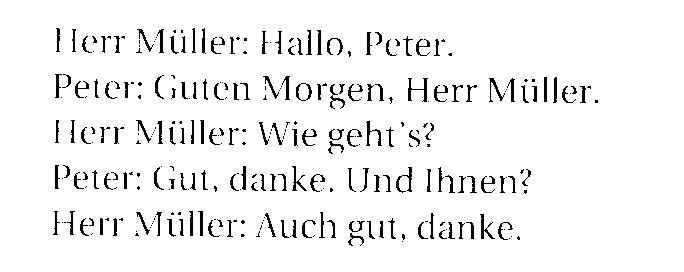 Herr Müller: Hallo, Peter.
Peter: Guten Morgen, Herr Müller.
Herr Müller: Wie geht's?
Peter: Gut, danke. Und Ihnen?
Herr Müller: Auch gut, danke.